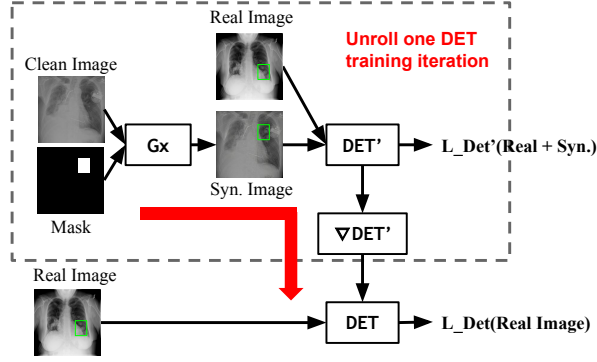 Real Image
Unroll one DET
training iteration
Clean Image
Gx
DET'
L_Det'(Real + Syn.)
Syn. Image
Mask
∇DET'
Real Image
DET
L_Det(Real Image)